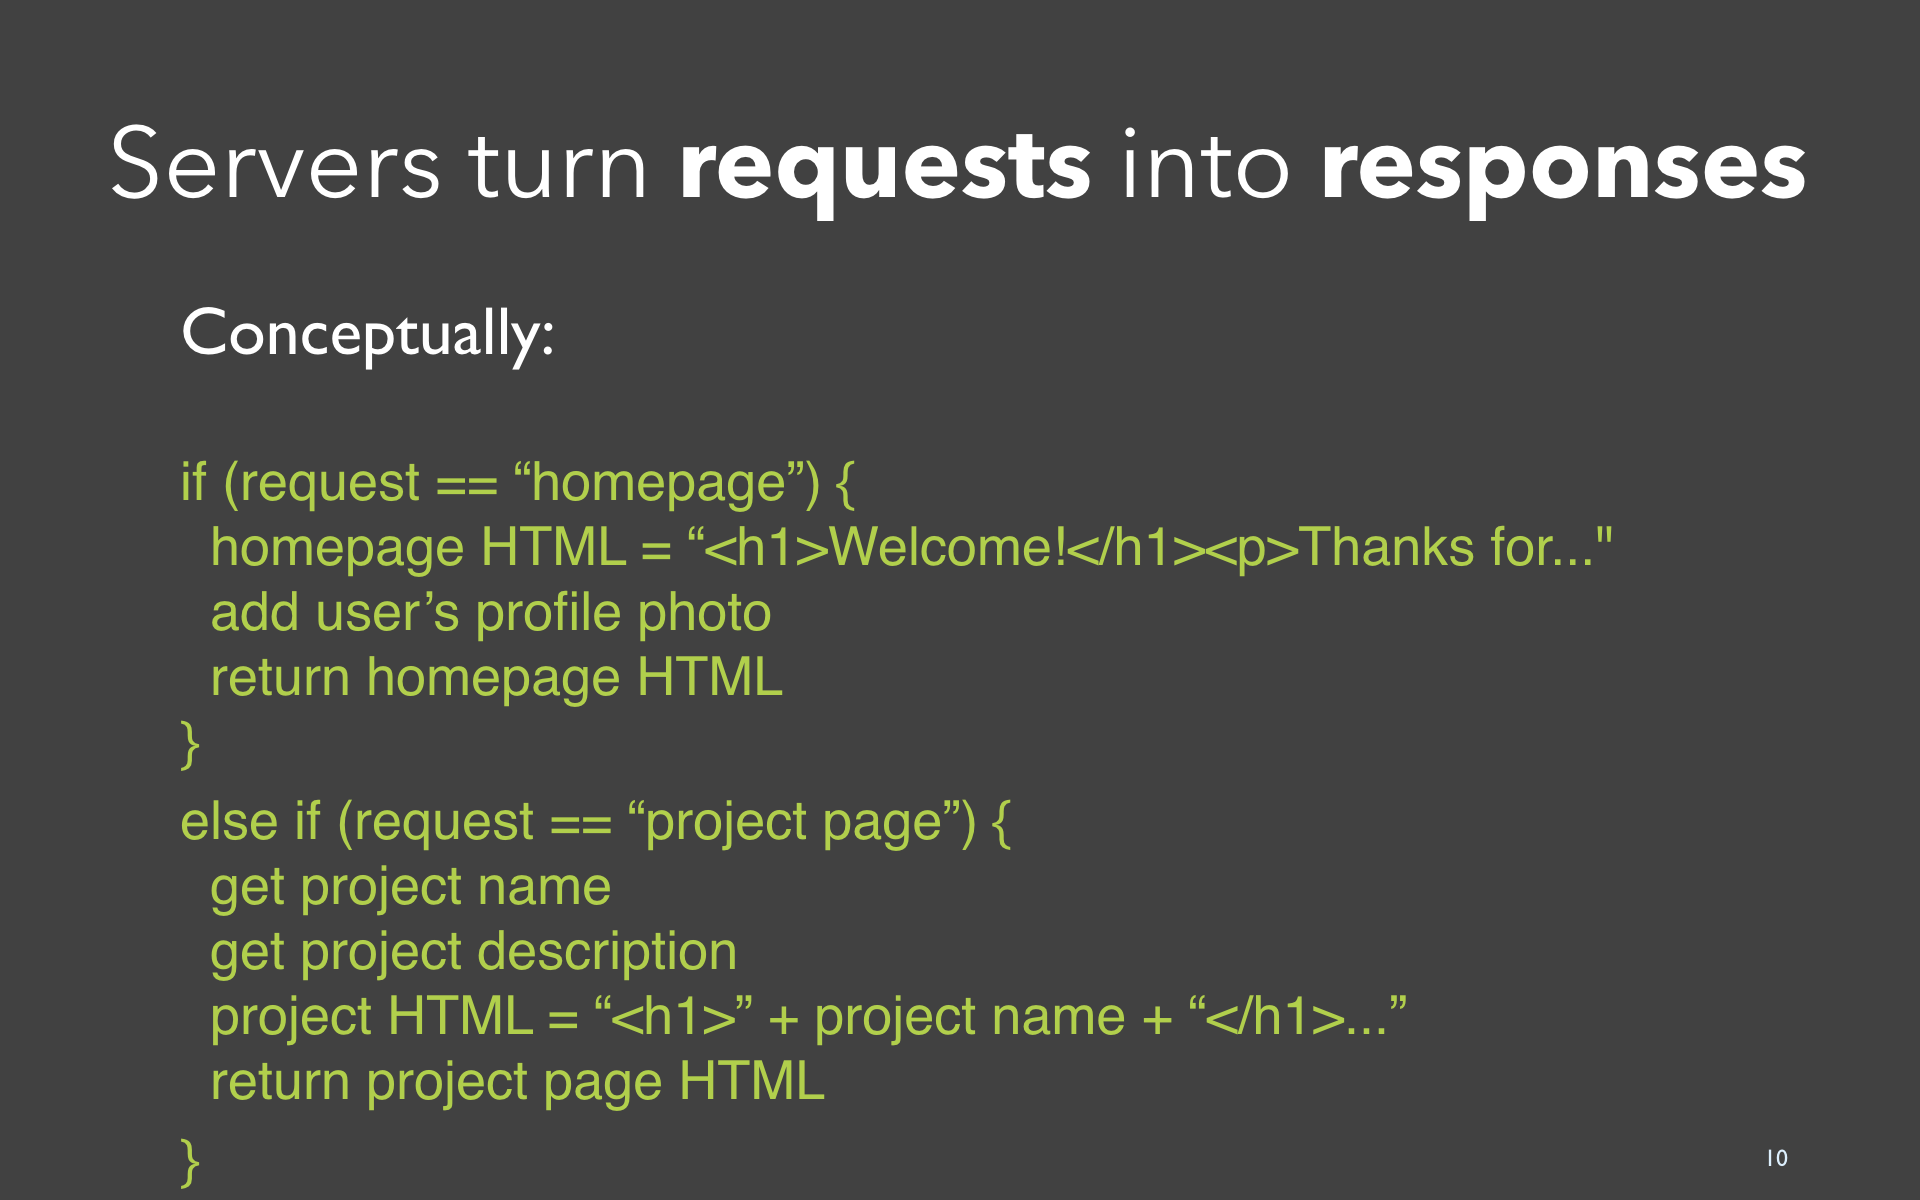 Servers turn requests into responses
Conceptually:
if (request == “homepage”) {
homepage HTML = “<h1>Welcome!</h1><p>Thanks for..."
add user’s profile photo
return homepage HTML
}
else if (request == “project page”) {
get project name
get project description
project HTML = “<h1>” + project name + “</h1>...”
return project page HTML
}
10